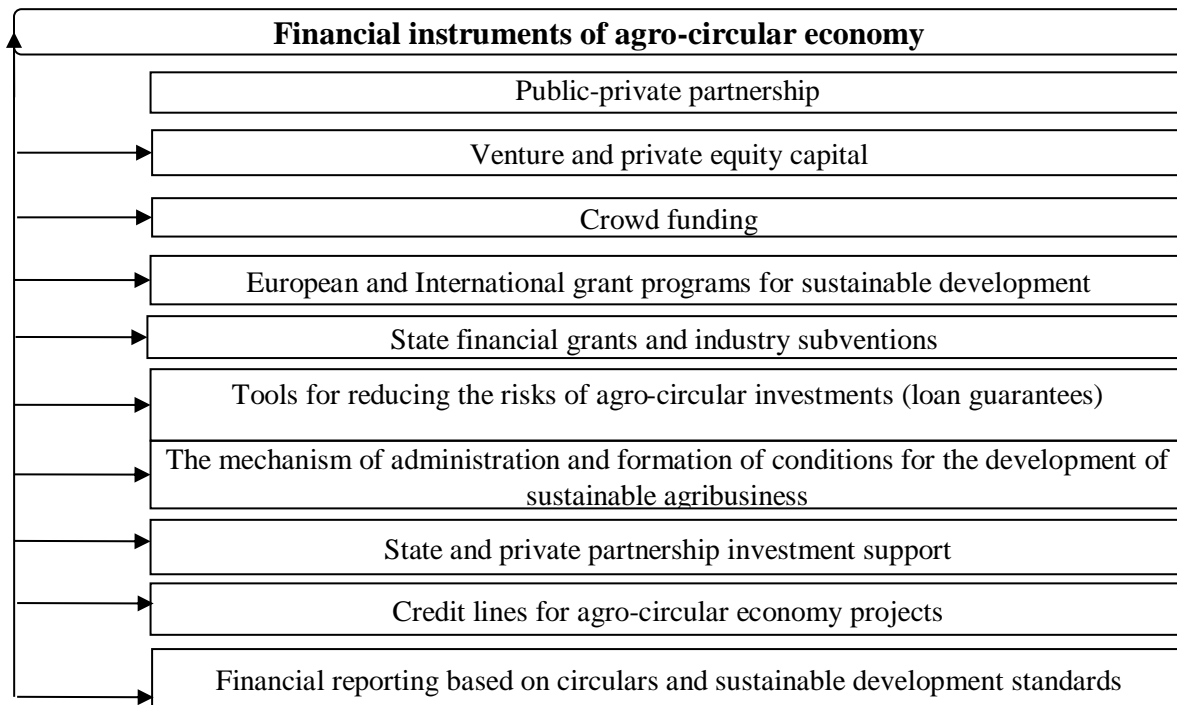 Financial instruments of agro-circular economy
Public-private partnership
Venture and private equity capital
Crowd funding
European and International grant programs for sustainable development
State financial grants and industry subventions
Tools for reducing the risks of agro-circular investments (loan guarantees)
The mechanism of administration and formation of conditions for the development of
sustainable agribusiness
State and private partnership investment support
Credit lines for agro-circular economy projects
Financial reporting based on circulars and sustainable development standards